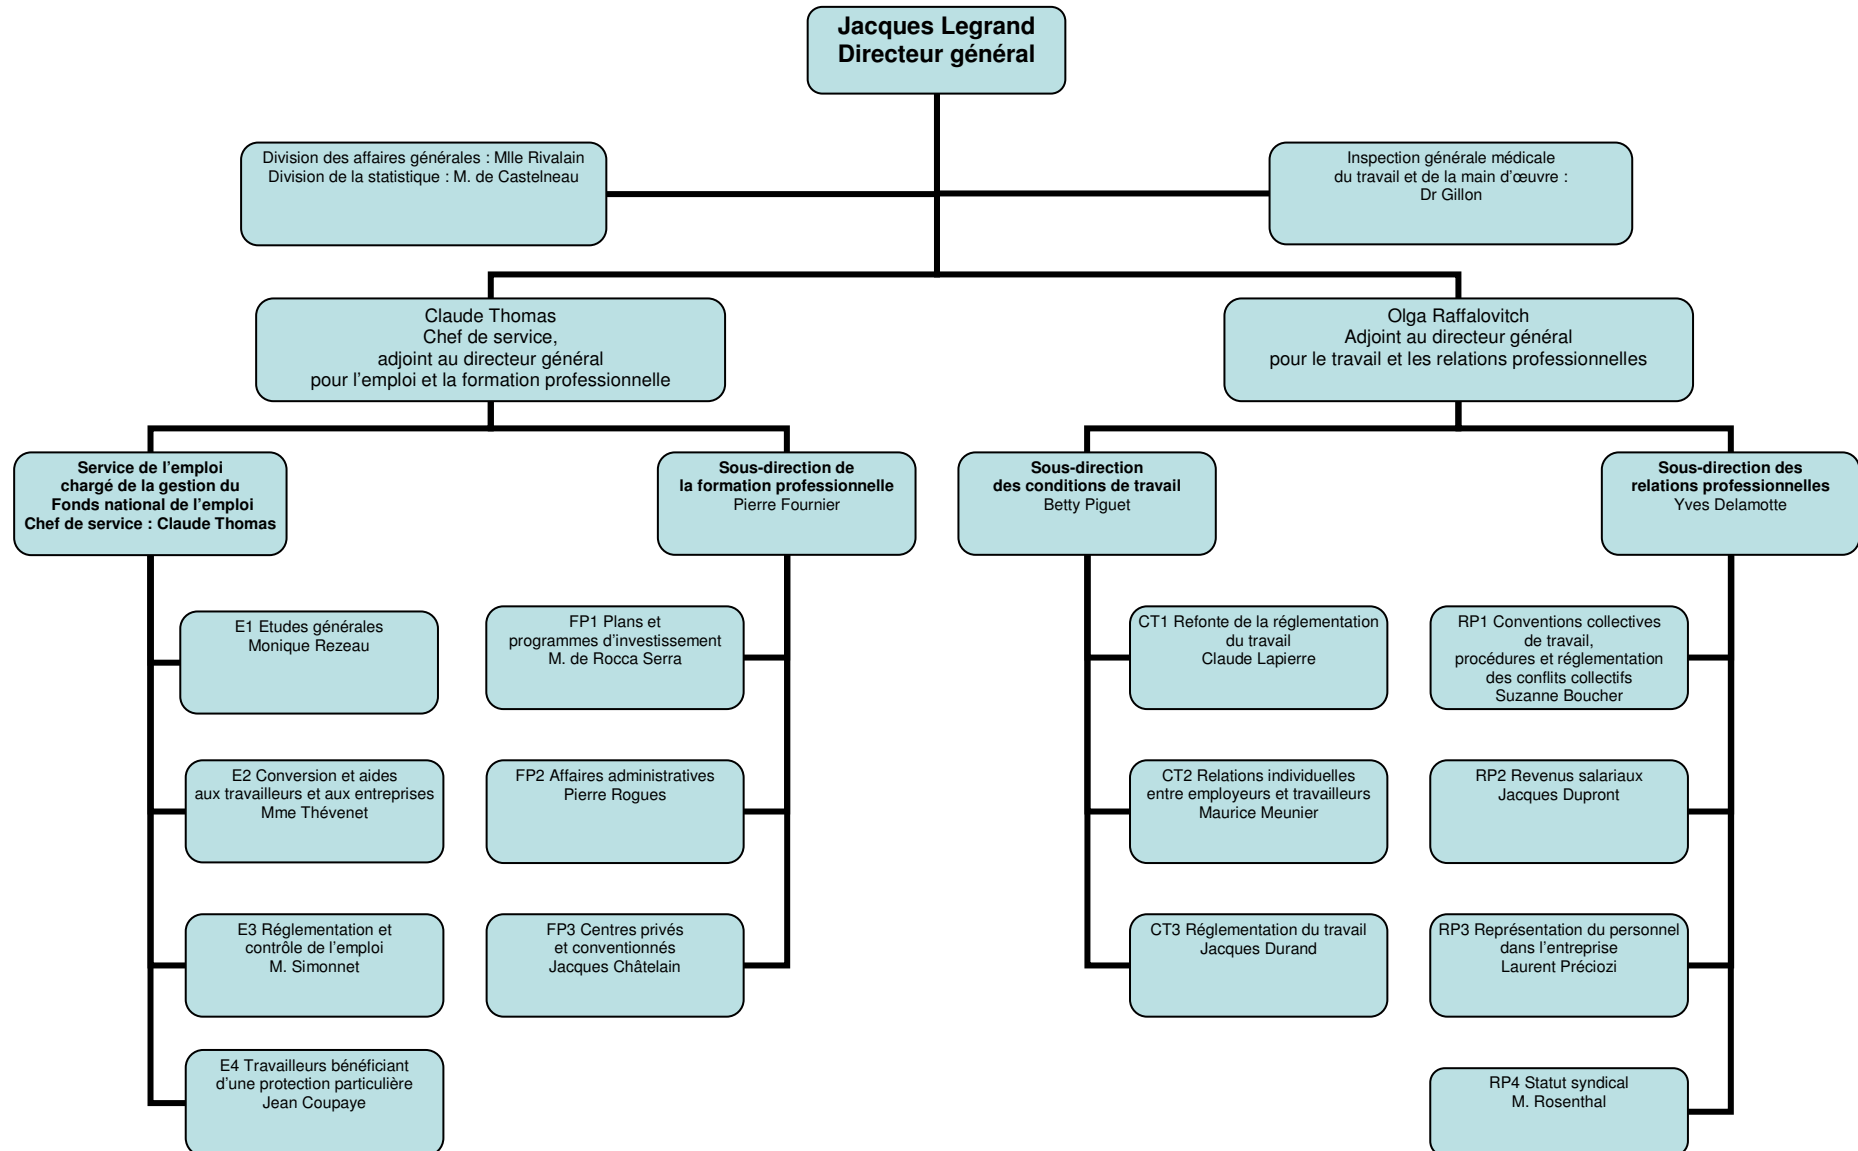 Jacques Legrand
Directeur général
Division des affaires générales : Mlle Rivalain
Division de la statistique : M. de Castelneau
Inspection générale médicale
du travail et de la main d’œuvre :
Dr Gillon
Claude Thomas
Chef de service,
adjoint au directeur général
pour l’emploi et la formation professionnelle
Olga Raffalovitch
Adjoint au directeur général
pour le travail et les relations professionnelles
Service de l’emploi
chargé de la gestion du
Fonds national de l’emploi
Chef de service : Claude Thomas
Sous-direction de
la formation professionnelle
Pierre Fournier
Sous-direction
des conditions de travail
Betty Piguet
Sous-direction des
relations professionnelles
Yves Delamotte
E1 Etudes générales
Monique Rezeau
FP1 Plans et
programmes d’investissement
M. de Rocca Serra
CT1 Refonte de la réglementation
du travail
Claude Lapierre
RP1 Conventions collectives
de travail,
procédures et réglementation
des conflits collectifs
Suzanne Boucher
E2 Conversion et aides
aux travailleurs et aux entreprises
Mme Thévenet
FP2 Affaires administratives
Pierre Rogues
CT2 Relations individuelles
entre employeurs et travailleurs
Maurice Meunier
RP2 Revenus salariaux
Jacques Dupront
E3 Réglementation et
contrôle de l’emploi
M. Simonnet
FP3 Centres privés
et conventionnés
Jacques Châtelain
CT3 Réglementation du travail
Jacques Durand
RP3 Représentation du personnel
dans l’entreprise
Laurent Préciozi
E4 Travailleurs bénéficiant
d’une protection particulière
Jean Coupaye
RP4 Statut syndical
M. Rosenthal